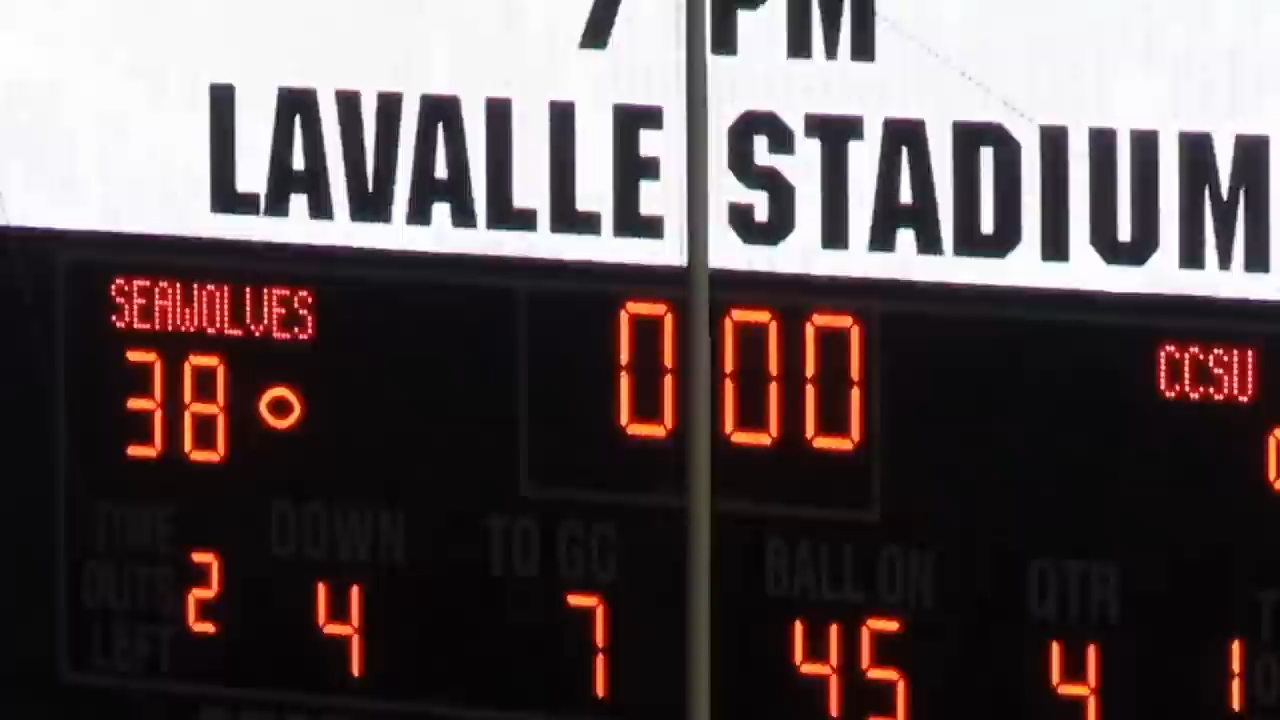 7 PM
LAVALLE STADIUM
SEAWOLVES
CCSU
38
0 00
TIME OUTS LEFT
DOWN
TO GO
BALL ON
QTR
2
4
7
45
4
1